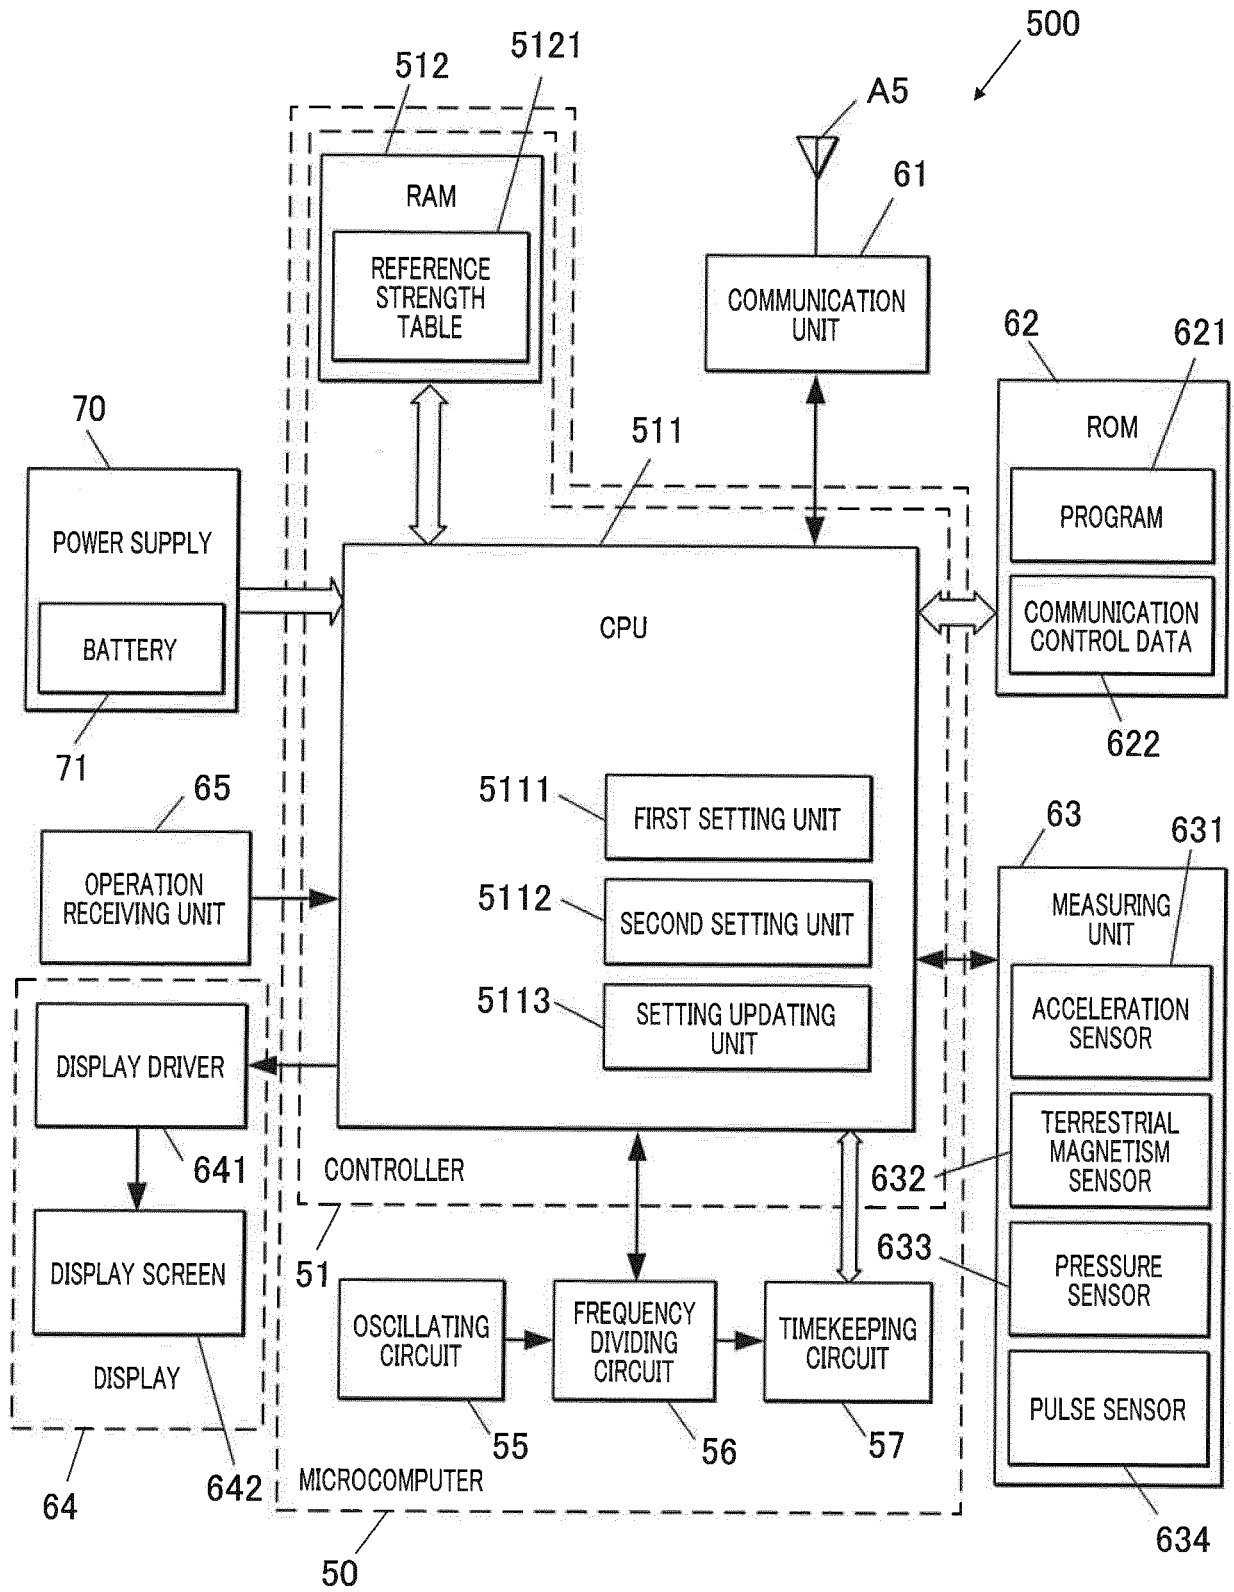 500
5121
512
A5
RAM
61
REFERENCE
STRENGTH
TABLE
COMMUNICATION
UNIT
62
621
ROM
70
511
PROGRAM
POWER SUPPLY
CPU
COMMUNICATION
CONTROL DATA
BATTERY
71
622
65
5111
FIRST SETTING UNIT
63
631
OPERATION
RECEIVING UNIT
5112
SECOND SETTING UNIT
MEASURING
UNIT
5113
SETTING UPDATING
UNIT
ACCELERATION
SENSOR
DISPLAY DRIVER
641
CONTROLLER
TERRESTRIAL
MAGNETISM
SENSOR
632
633
DISPLAY SCREEN
51
PRESSURE
SENSOR
OSCILLATING
CIRCUIT
FREQUENCY
DIVIDING
CIRCUIT
TIMEKEEPING
CIRCUIT
DISPLAY
PULSE SENSOR
55
56
57
64
642
MICROCOMPUTER
634
50